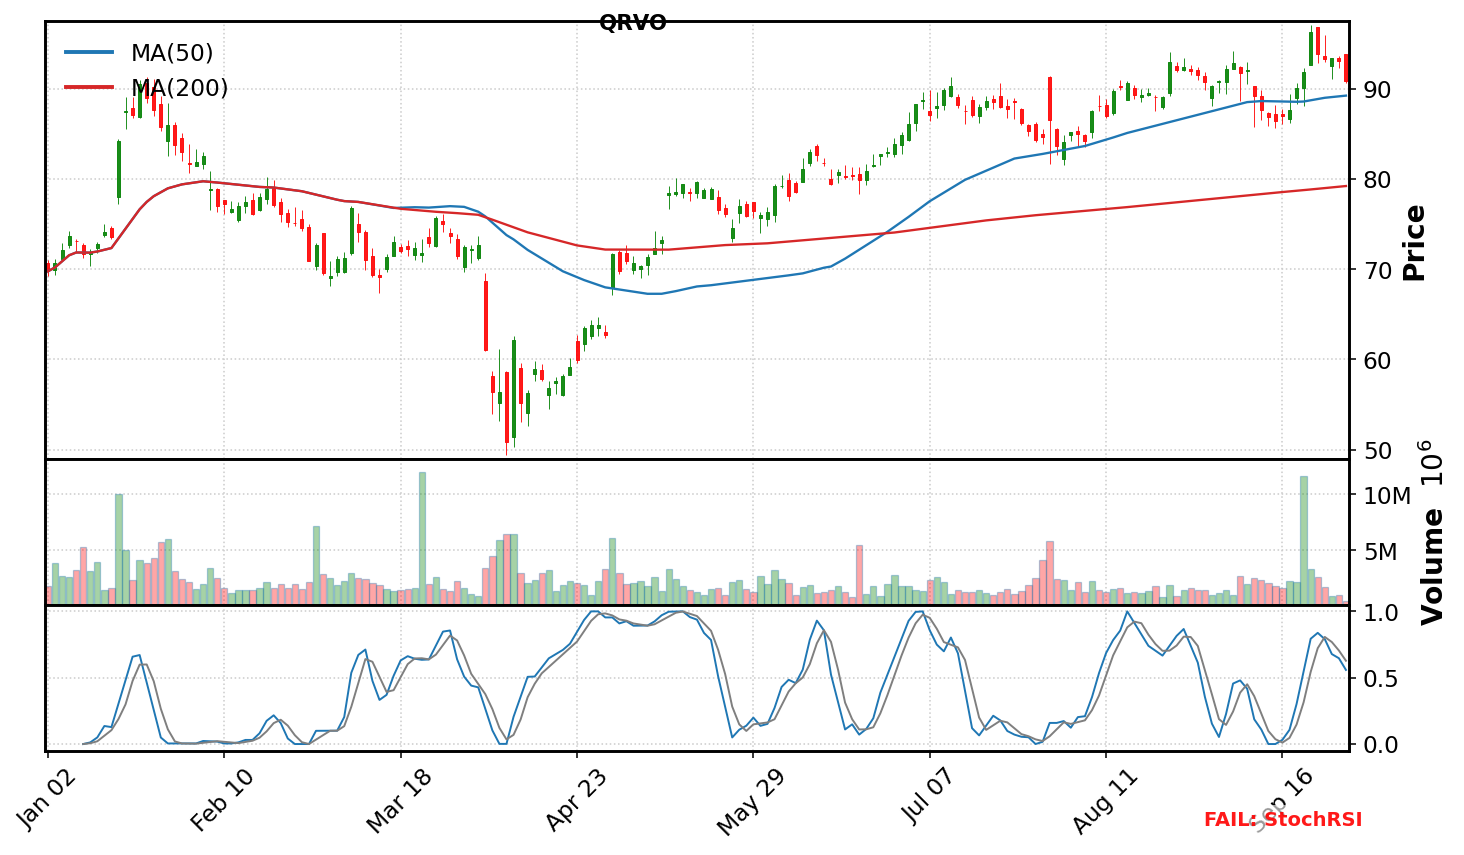 QRVO
MA(50)
MA(200)
90
80
70
60
50
Price
10M
5M
Volume 10^6
1.0
0.5
0.0
Jan 02
Feb 10
Mar 18
Apr 23
May 29
Jul 07
Aug 11
Sep 16
FAIL: StochRSI